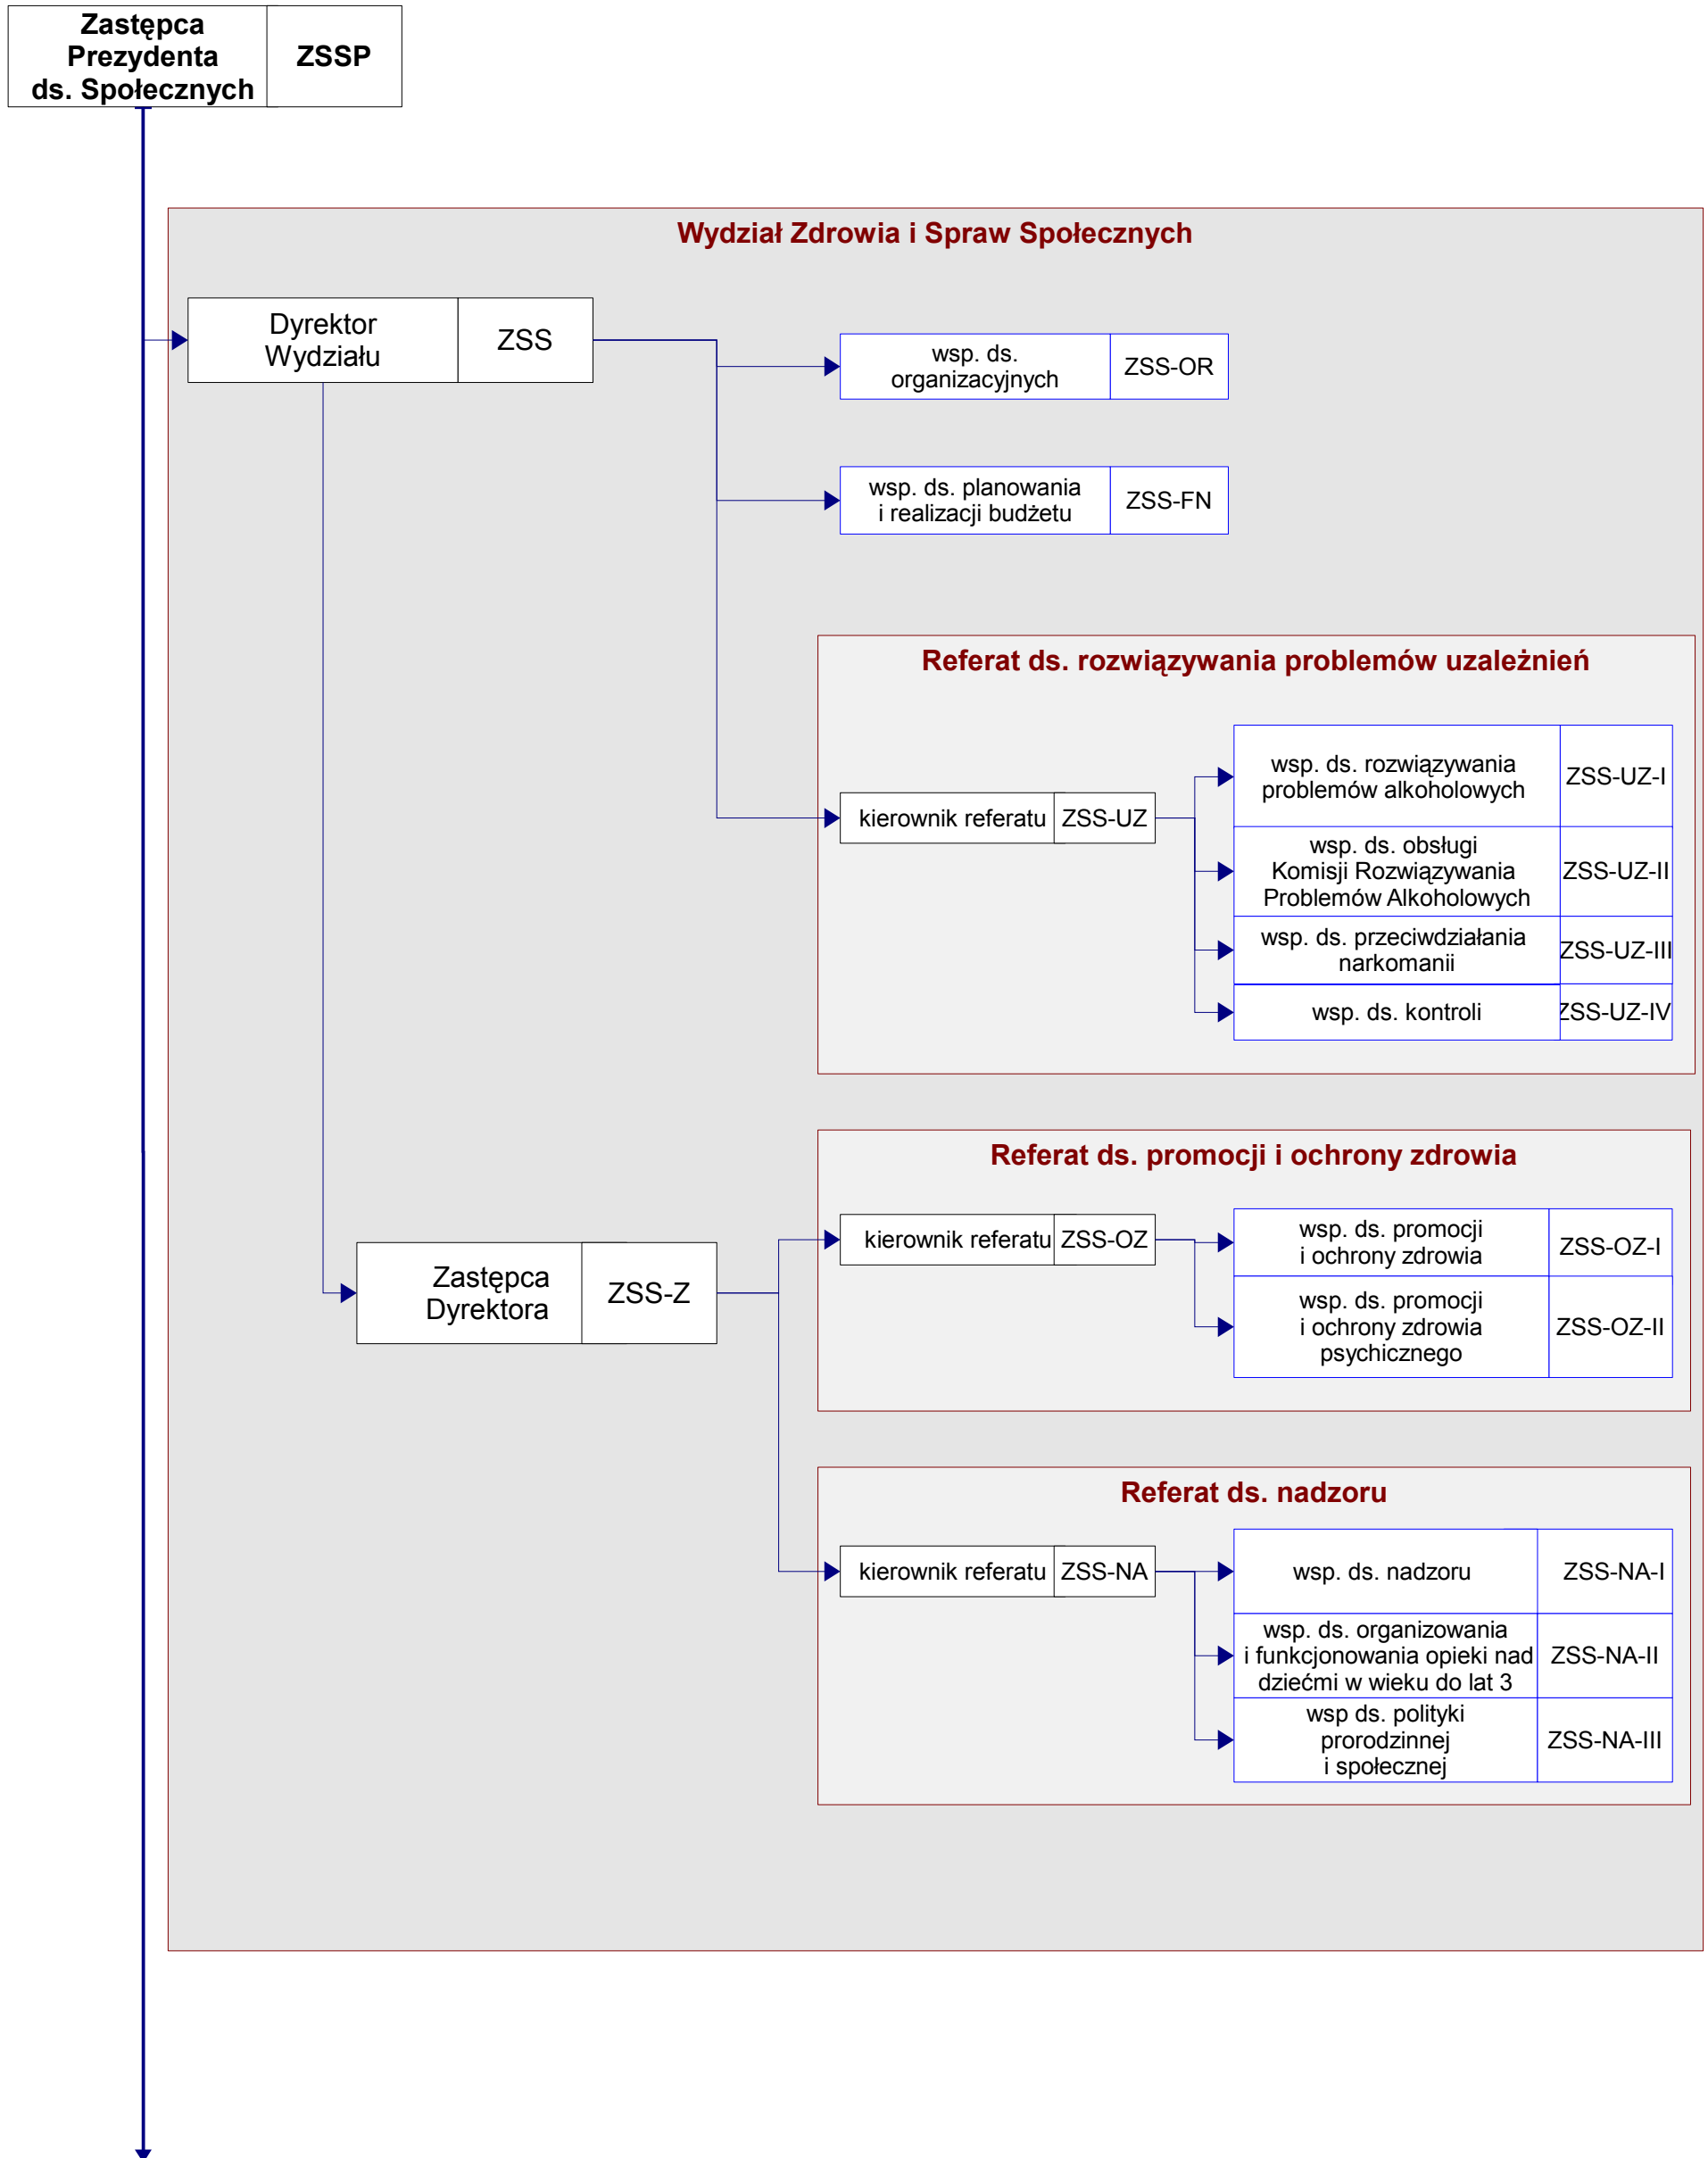 Zastępca
Prezydenta
ds. Społecznych
ZSSP
Wydział Zdrowia i Spraw Społecznych
Dyrektor
Wydziału
ZSS
wsp. ds.
organizacyjnych
ZSS-OR
wsp. ds. planowania
i realizacji budżetu
ZSS-FN
Referat ds. rozwiązywania problemów uzależnień
kierownik referatu
ZSS-UZ
wsp. ds. rozwiązywania
problemów alkoholowych
ZSS-UZ-I
wsp. ds. obsługi
Komisji Rozwiązywania
Problemów Alkoholowych
ZSS-UZ-II
wsp. ds. przeciwdziałania
narkomanii
ZSS-UZ-III
wsp. ds. kontroli
ZSS-UZ-IV
Referat ds. promocji i ochrony zdrowia
Zastępca
Dyrektora
ZSS-Z
kierownik referatu
ZSS-OZ
wsp. ds. promocji
i ochrony zdrowia
ZSS-OZ-I
wsp. ds. promocji
i ochrony zdrowia
psychicznego
ZSS-OZ-II
Referat ds. nadzoru
kierownik referatu
ZSS-NA
wsp. ds. nadzoru
ZSS-NA-I
wsp. ds. organizowania
i funkcjonowania opieki nad
dziećmi w wieku do lat 3
ZSS-NA-II
wsp ds. polityki
prorodzinnej
i społecznej
ZSS-NA-III